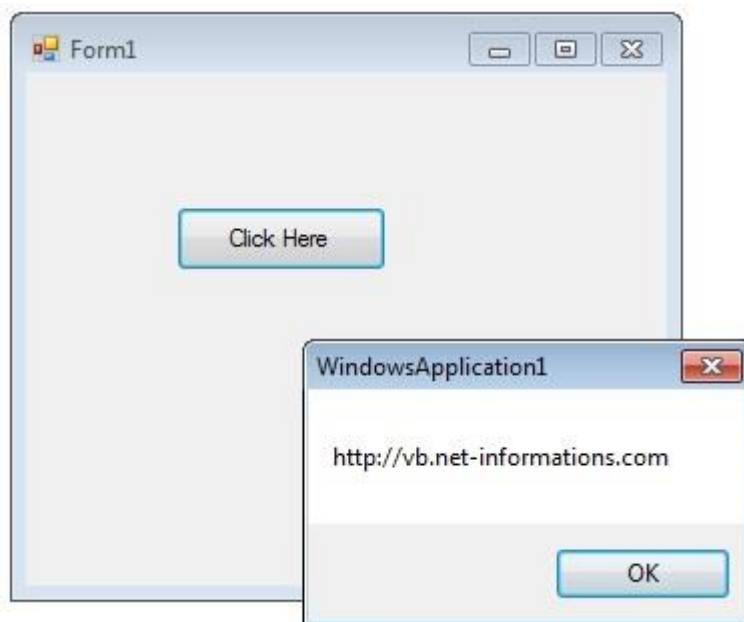 Form1
Click Here
WindowsApplication1
http://vb.net-informations.com
OK